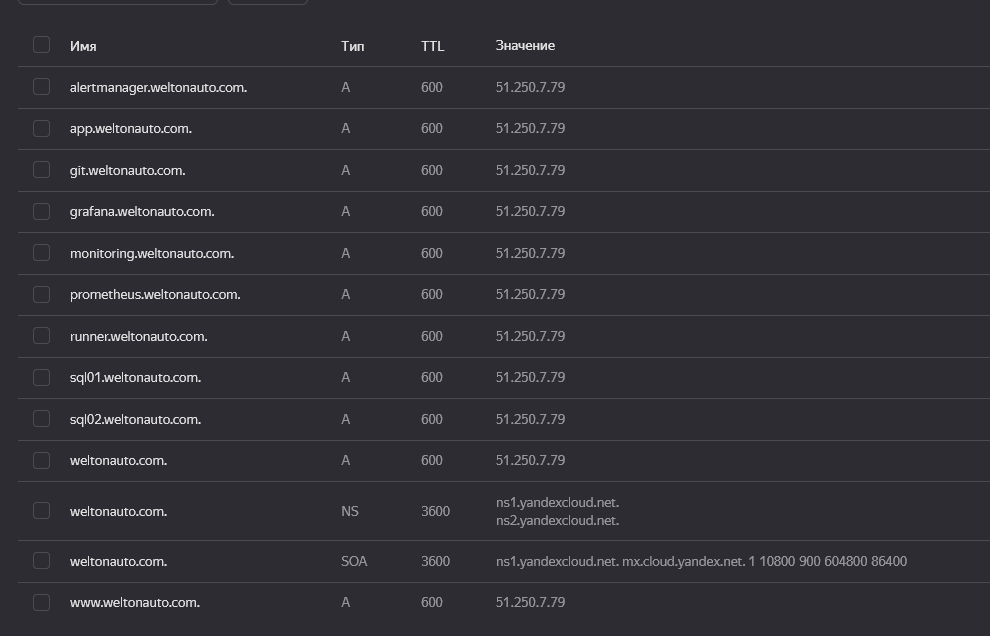 Имя Тип TTL Значение
alertmanager.weltonauto.com. A 600 51.250.7.79
app.weltonauto.com. A 600 51.250.7.79
git.weltonauto.com. A 600 51.250.7.79
grafana.weltonauto.com. A 600 51.250.7.79
monitoring.weltonauto.com. A 600 51.250.7.79
prometheus.weltonauto.com. A 600 51.250.7.79
runner.weltonauto.com. A 600 51.250.7.79
sql01.weltonauto.com. A 600 51.250.7.79
sql02.weltonauto.com. A 600 51.250.7.79
weltonauto.com. A 600 51.250.7.79
weltonauto.com. NS 3600 ns1.yandexcloud.net.
ns2.yandexcloud.net.
weltonauto.com. SOA 3600 ns1.yandexcloud.net. mx.cloud.yandex.net. 1 10800 900 604800 86400
www.weltonauto.com. A 600 51.250.7.79